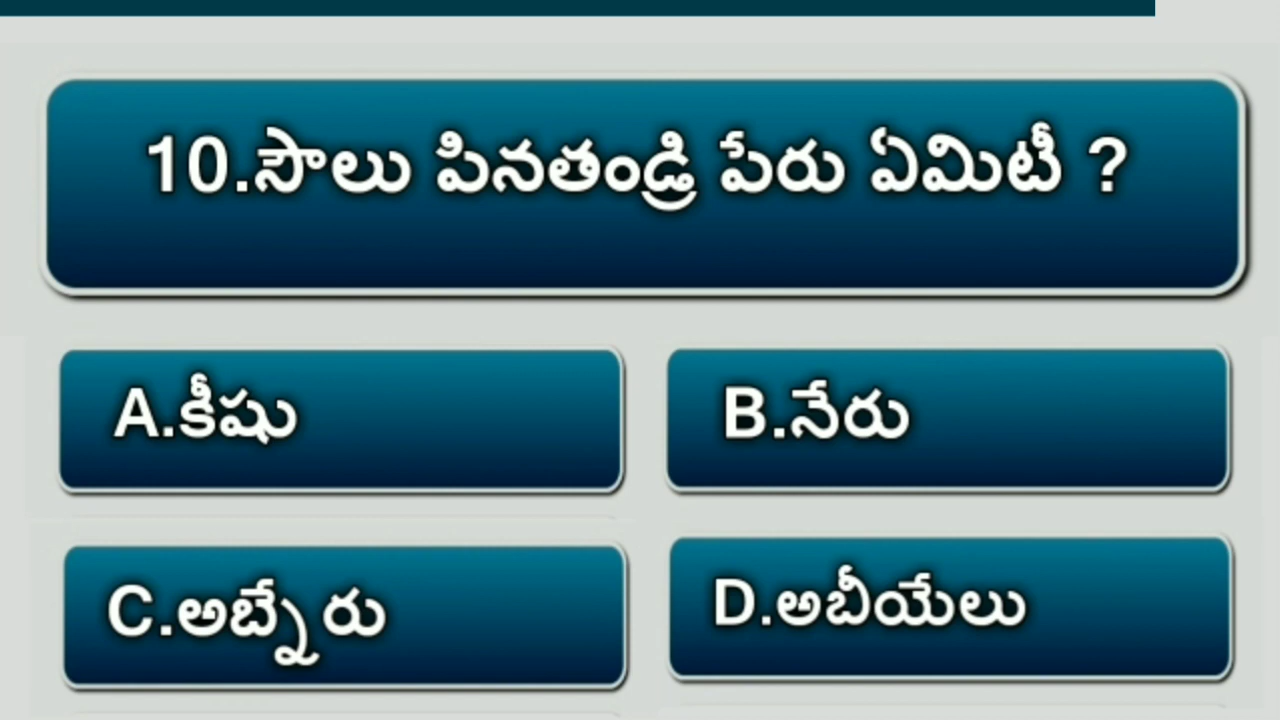 10.సౌలు పినతండ్రి పేరు ఏమిటీ ?
A.కీషు
B.నేరు
C.అబ్నేరు
D.అబీయేలు